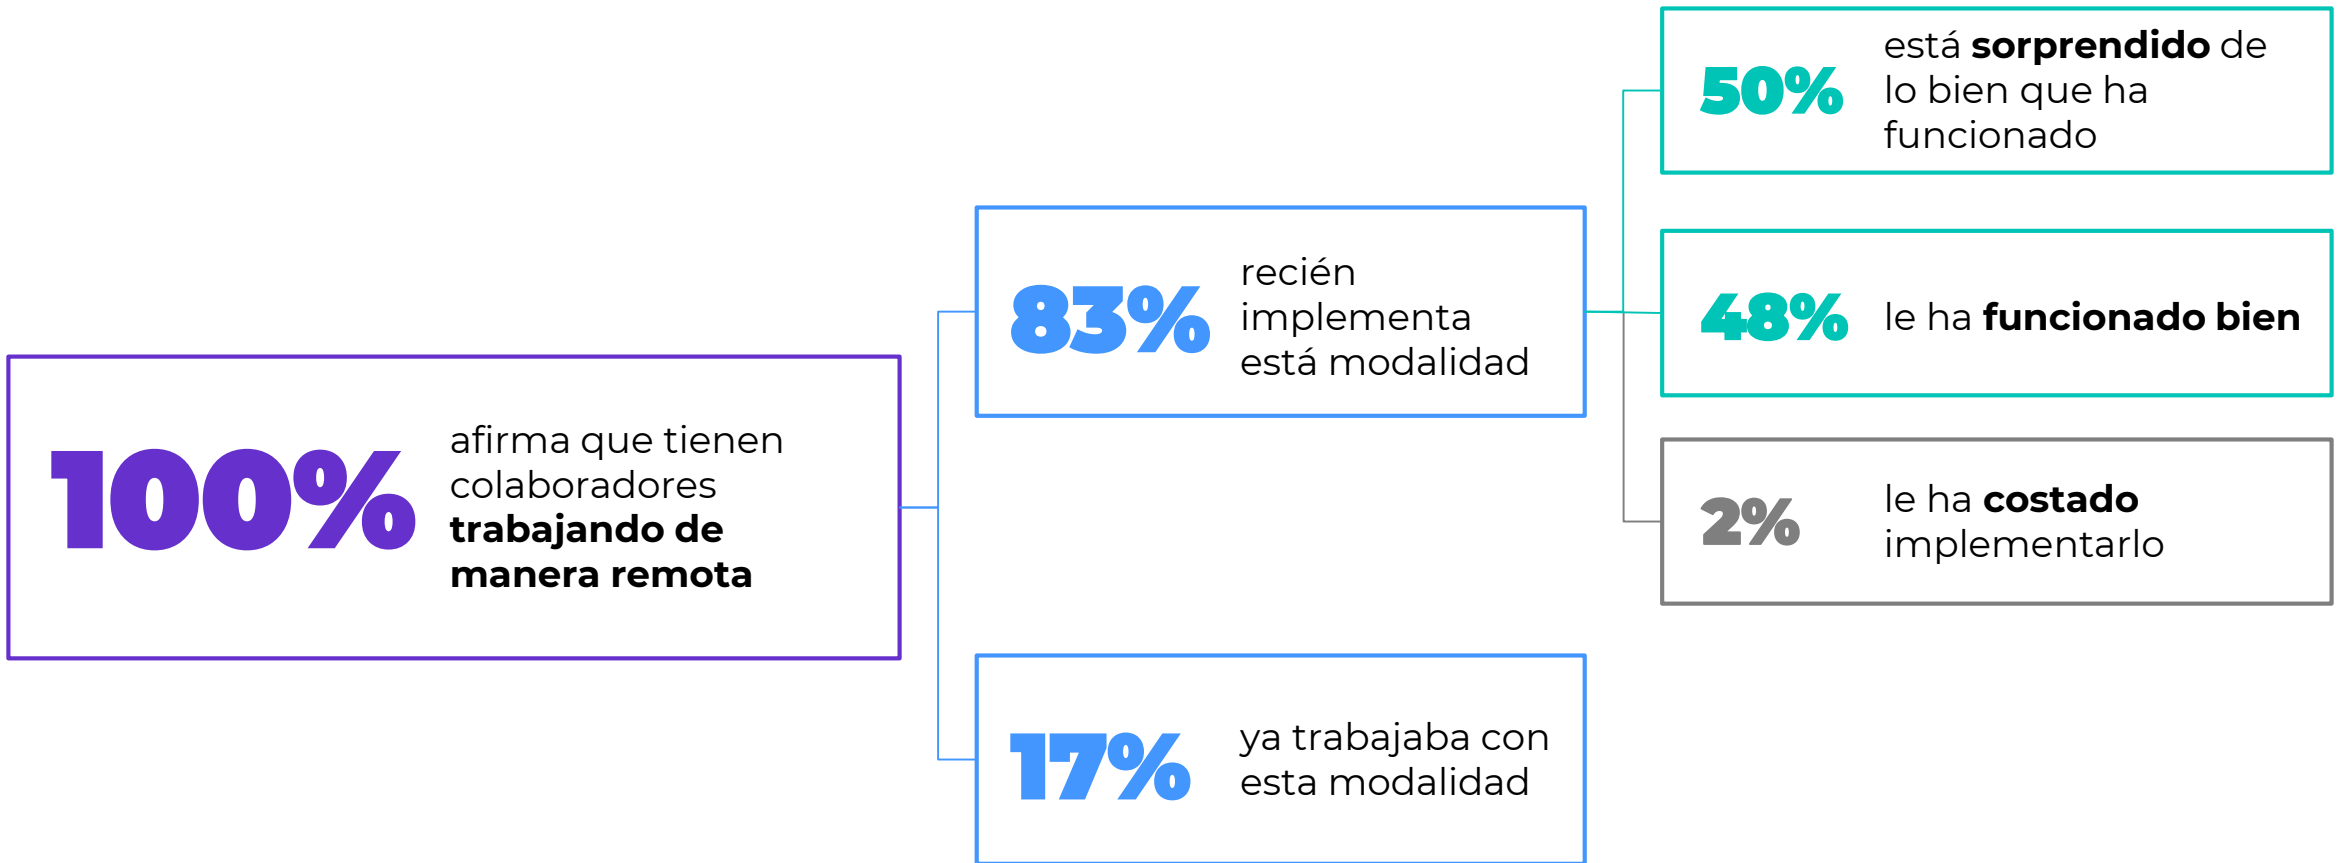 100%
afirma que tienen
colaboradores
trabajando de
manera remota
83%
recién
implementa
está modalidad
17%
ya trabajaba con
esta modalidad
50%
está sorprendido de
lo bien que ha
funcionado
48%
le ha funcionado bien
2%
le ha costado
implementarlo